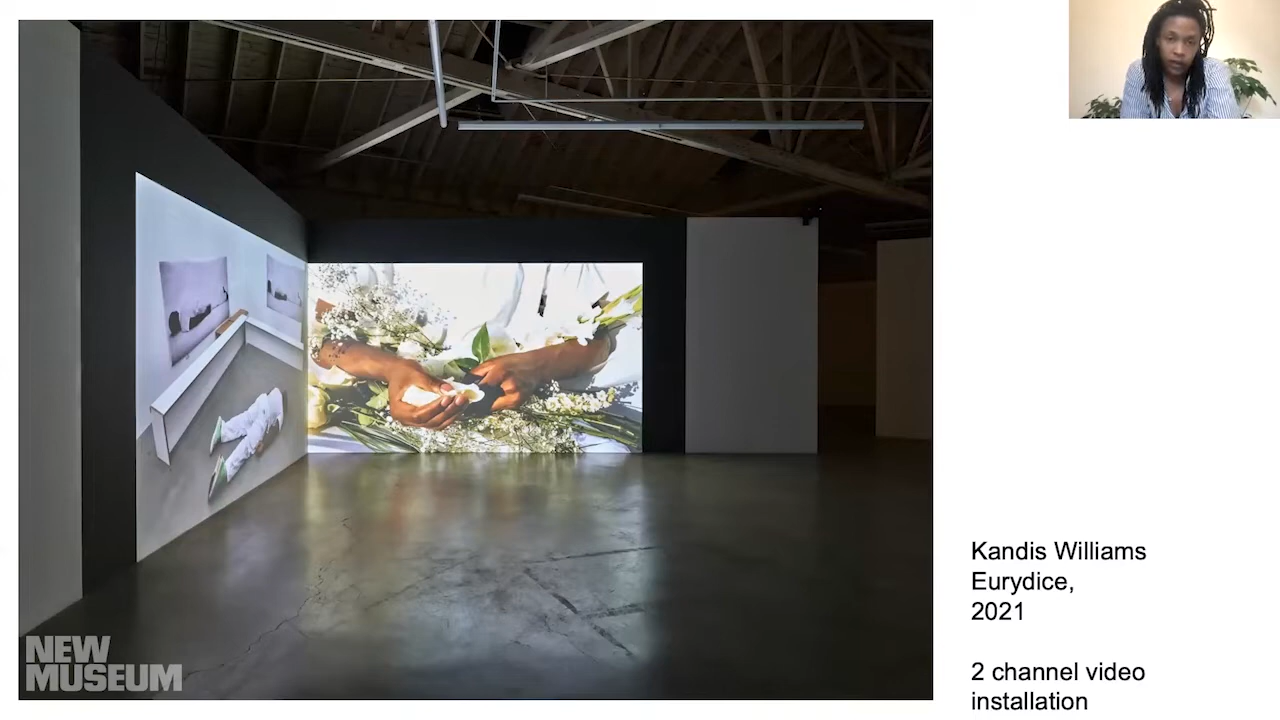 Kandis Williams
Eurydice,
2021
2 channel video
installation
NEW
MUSEUM